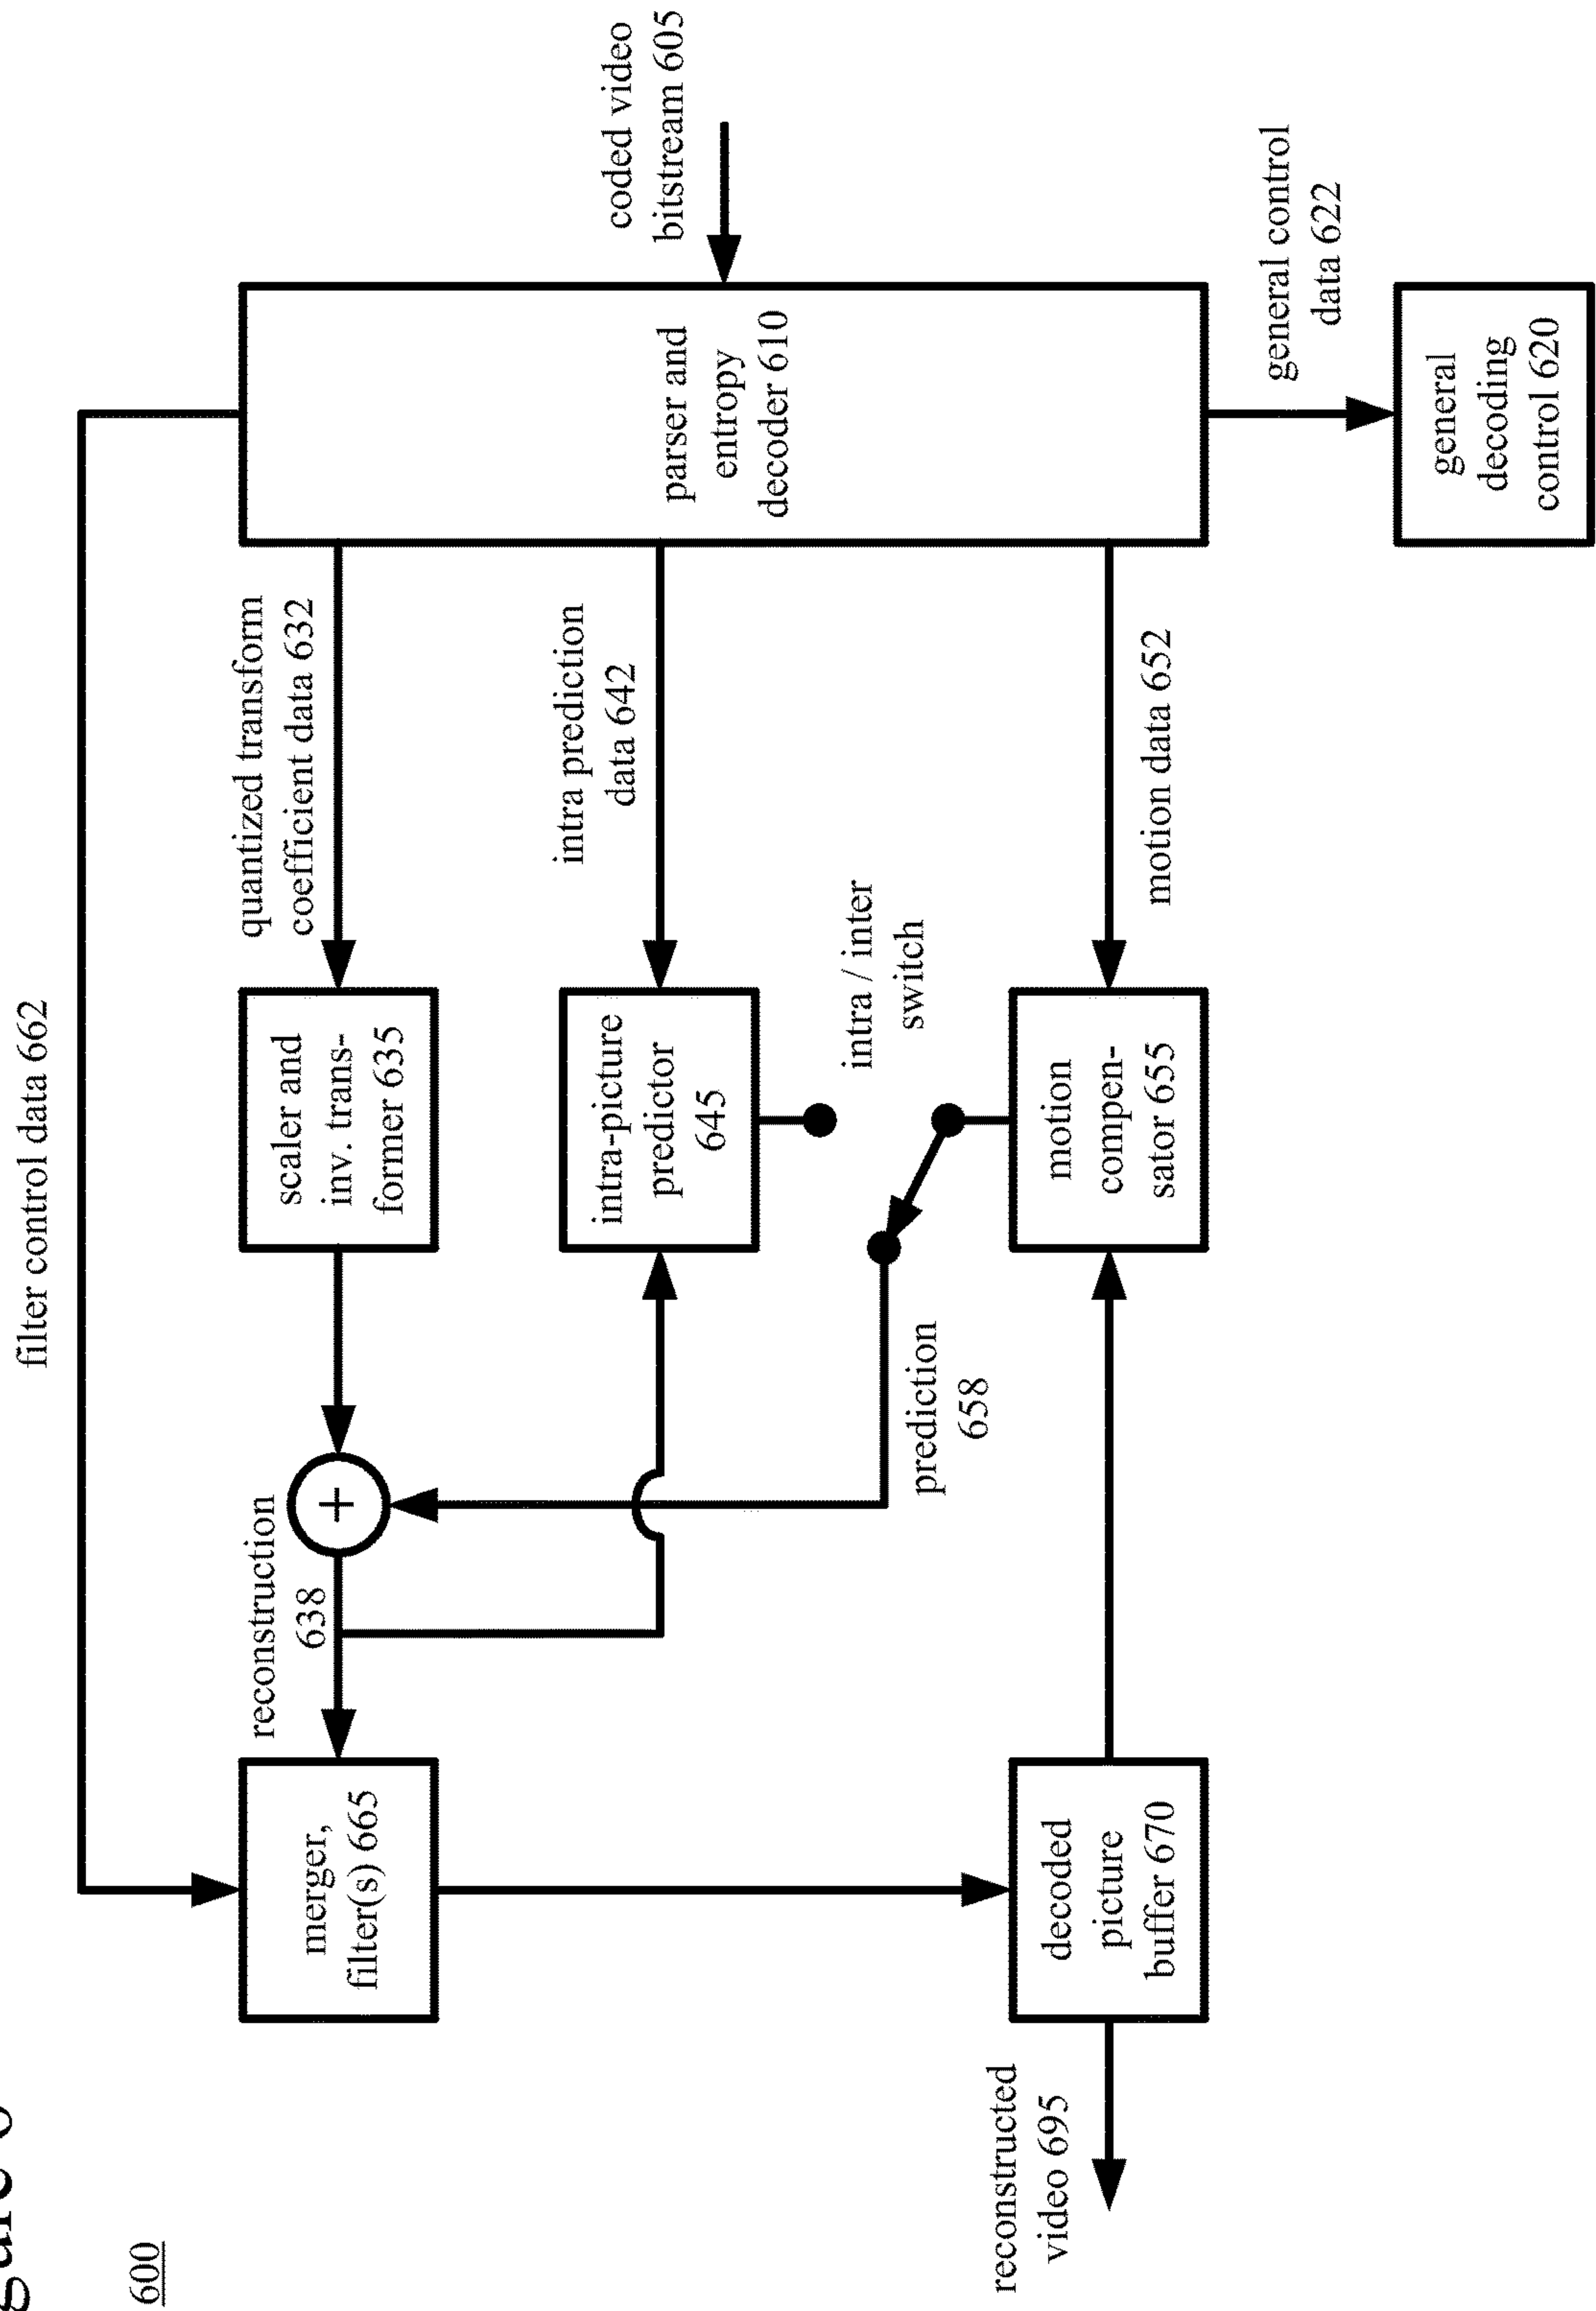 600
filter control data 662
reconstruction
638
quantized transform
coefficient data 632
merger,
filter(s) 665
+
scaler and
inv. trans-
former 635
coded video
bitstream 605
intra prediction
data 642
intra-picture
predictor
645
parser and
entropy
decoder 610
intra / inter
switch
prediction
658
reconstructed
video 695
decoded
picture
buffer 670
motion
compen-
sator 655
motion data 652
general control
data 622
general
decoding
control 620